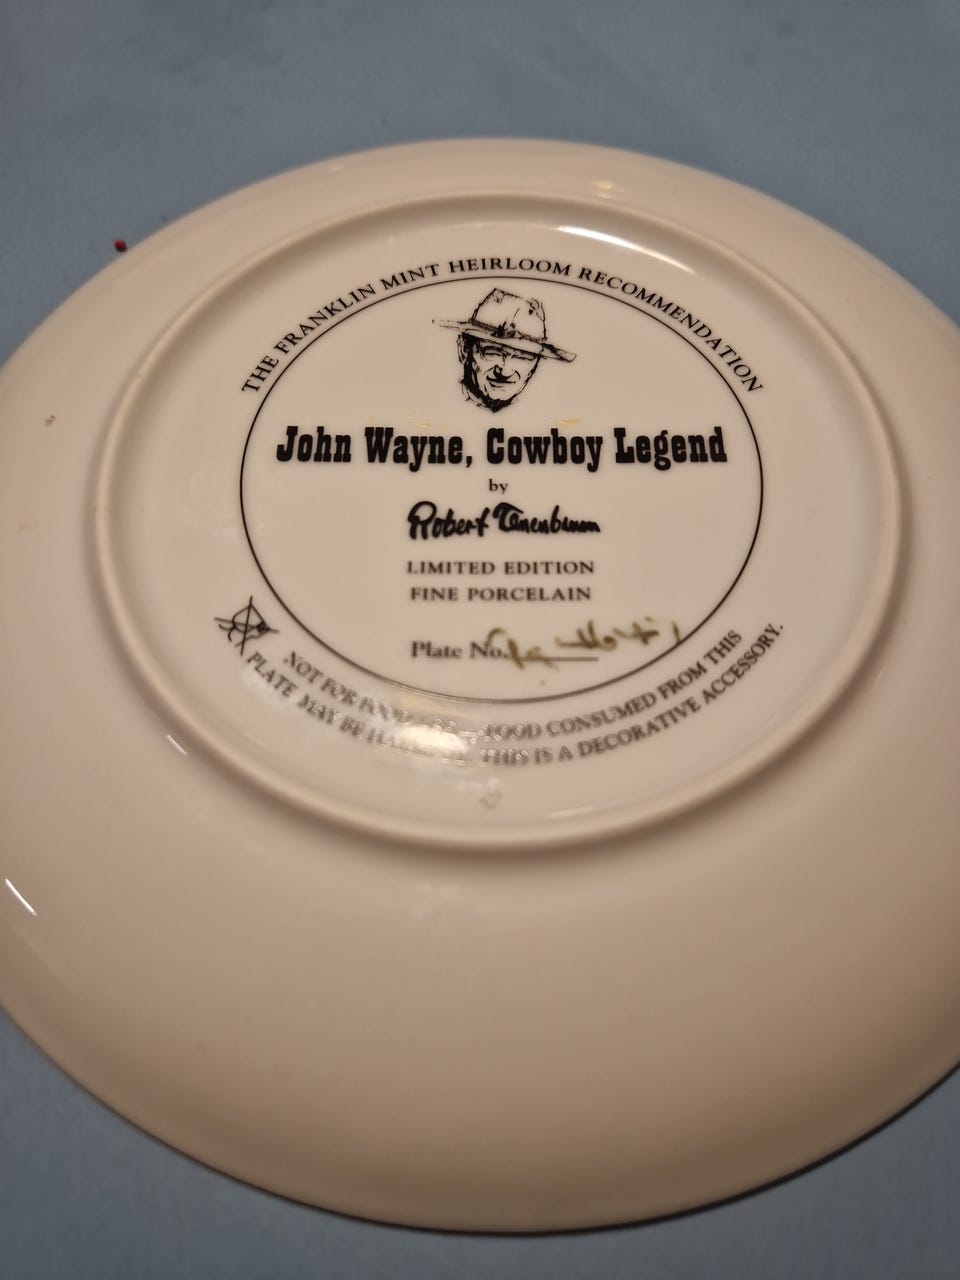 THE FRANKLIN MINT HEIRLOOM RECOMMENDATION
John Wayne, Cowboy Legend
by
Robert Tanenbaum
LIMITED EDITION
FINE PORCELAIN
Plate No.
NOT FOR FOOD USE — FOOD CONSUMED FROM THIS
PLATE MAY BE HARMFUL. THIS IS A DECORATIVE ACCESSORY.